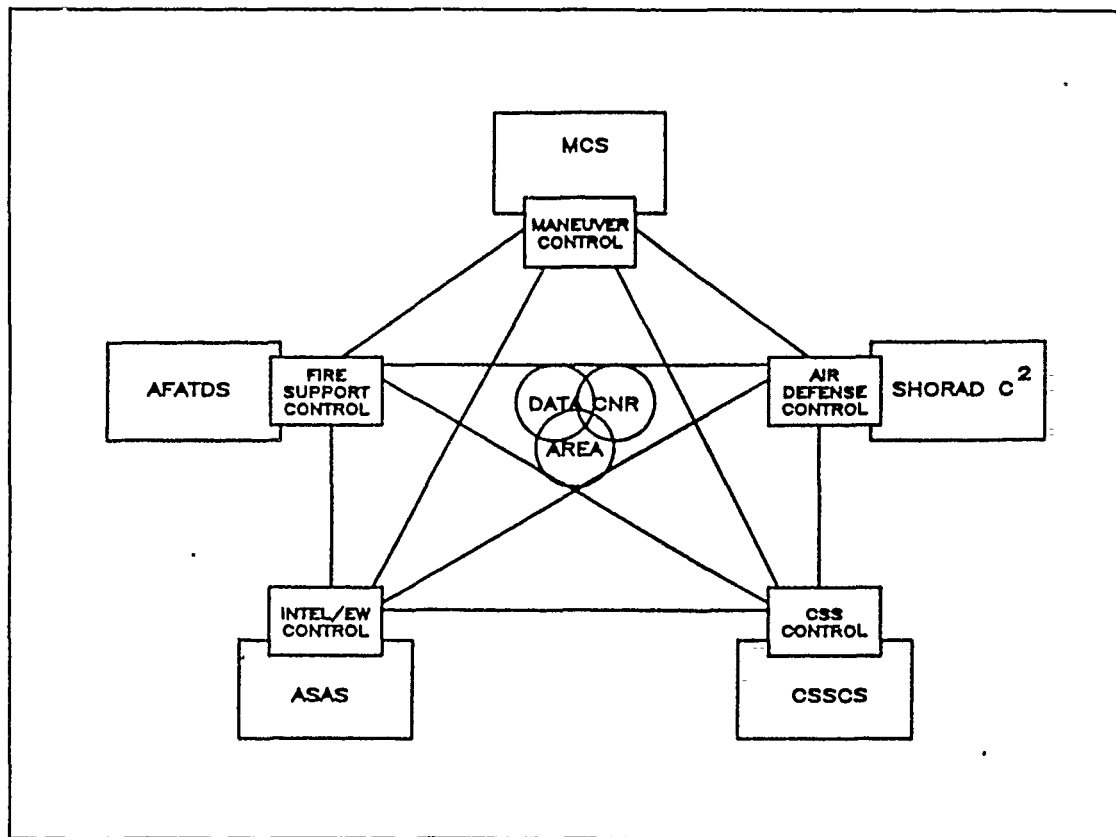 MCS
MANEUVER
CONTROL
AFATDS
FIRE
SUPPORT
CONTROL
DATA
CNR
AREA
AIR
DEFENSE
CONTROL
SHORAD C²
INTEL/EW
CONTROL
ASAS
CSS
CONTROL
CSSCS